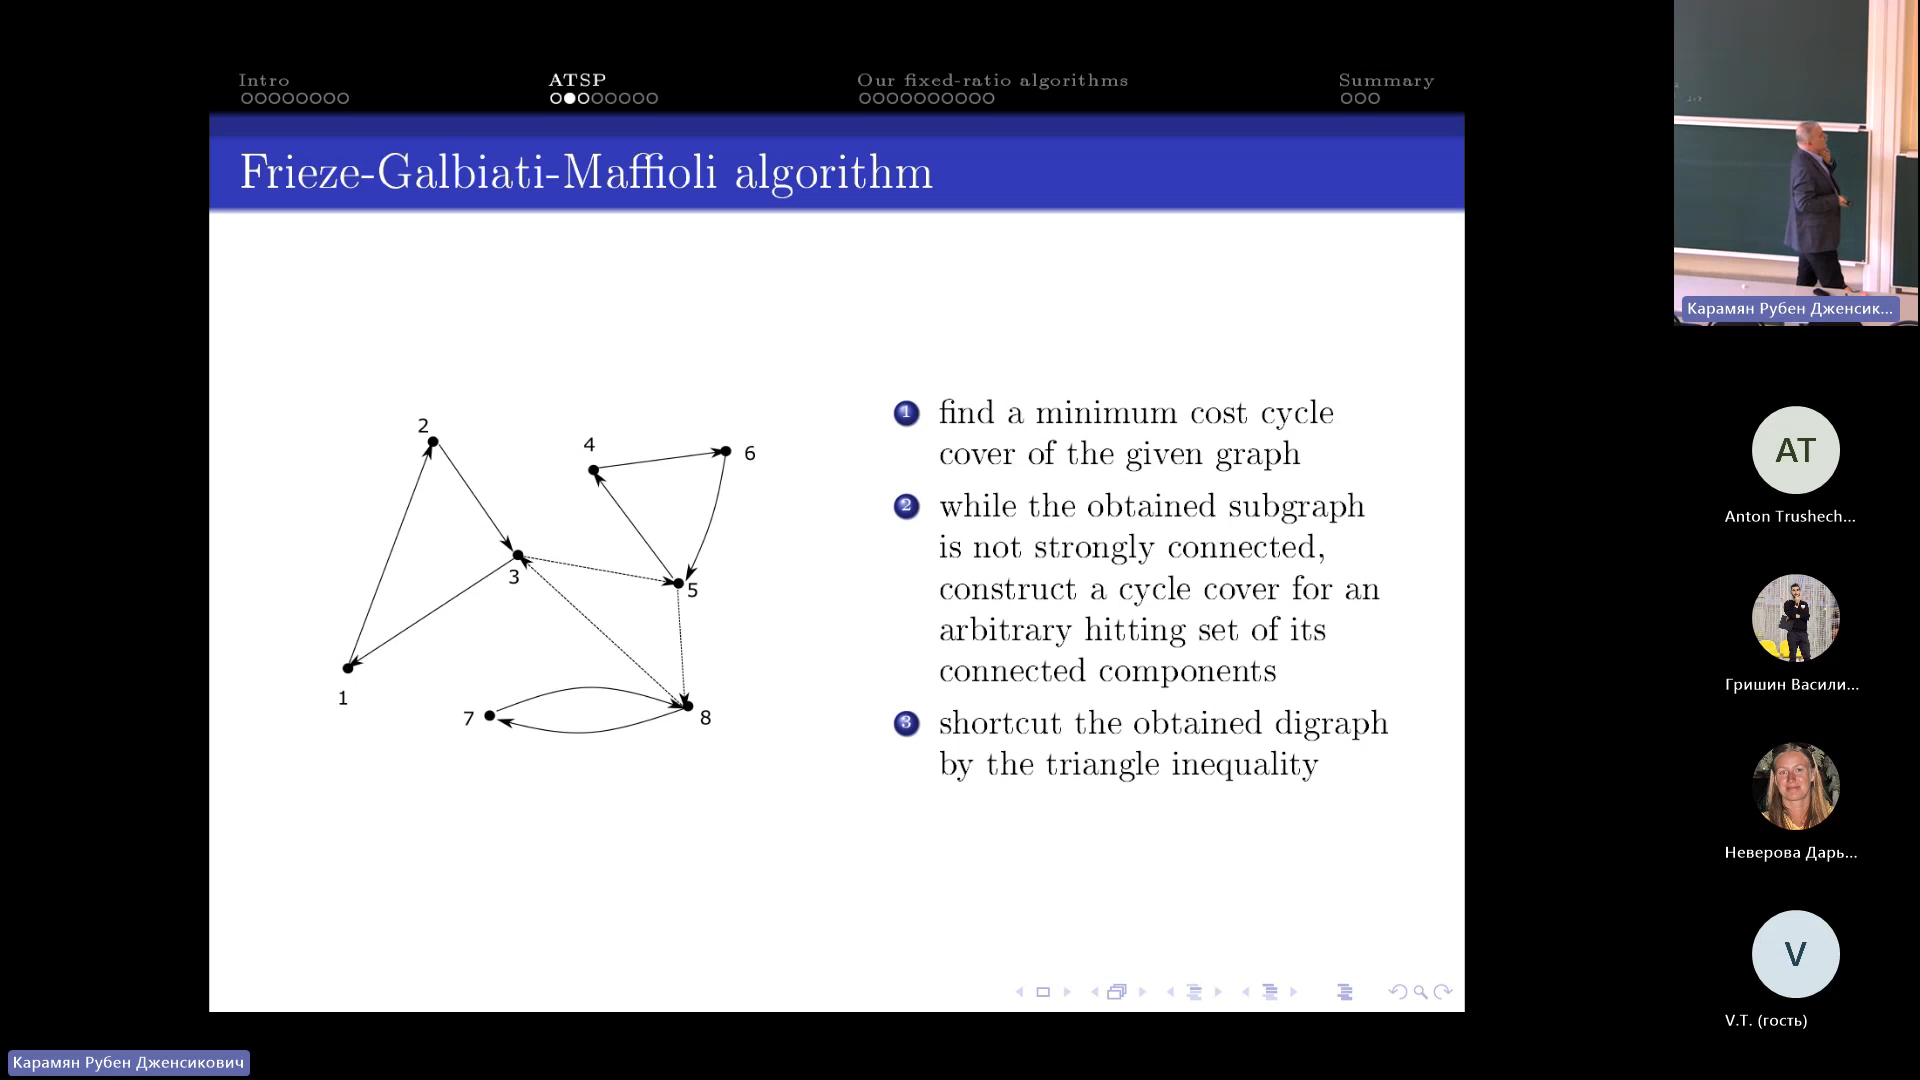 Intro
ATSP
Our fixed-ratio algorithms
Summary
Frieze-Galbiati-Maffioli algorithm
2
4
6
3
5
1
7
8
1 find a minimum cost cycle
cover of the given graph
2 while the obtained subgraph
is not strongly connected,
construct a cycle cover for an
arbitrary hitting set of its
connected components
3 shortcut the obtained digraph
by the triangle inequality
Карамян Рубен Дженсик...
AT
Anton Trushech...
Гришин Васили...
Неверова Дарь...
V
V.T. (гость)
Карамян Рубен Дженсикович